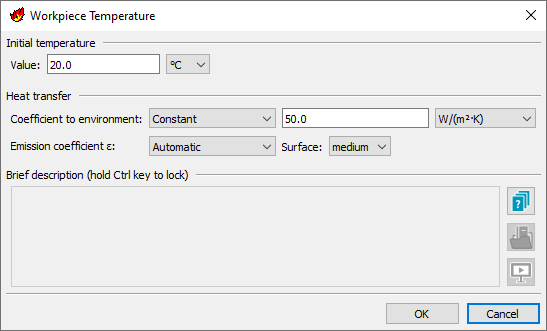 Workpiece Temperature
Initial temperature
Value: 20.0 °C
Heat transfer
Coefficient to environment: Constant 50.0 W/(m²·K)
Emission coefficient ε: Automatic Surface: medium
Brief description (hold Ctrl key to lock)
?
OK Cancel